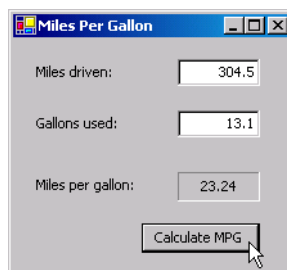 Miles Per Gallon
Miles driven: 304.5
Gallons used: 13.1
Miles per gallon: 23.24
Calculate MPG